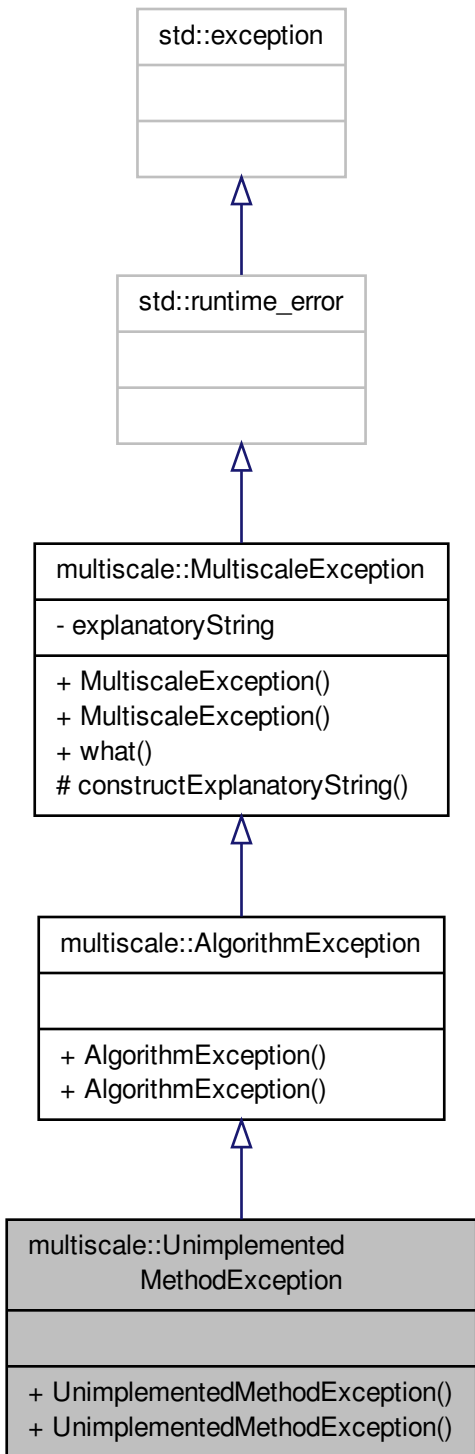 std::exception
std::runtime_error
multiscale::MultiscaleException
- explanatoryString
+ MultiscaleException()
+ MultiscaleException()
+ what()
# constructExplanatoryString()
multiscale::AlgorithmException
+ AlgorithmException()
+ AlgorithmException()
multiscale::Unimplemented
MethodException
+ UnimplementedMethodException()
+ UnimplementedMethodException()